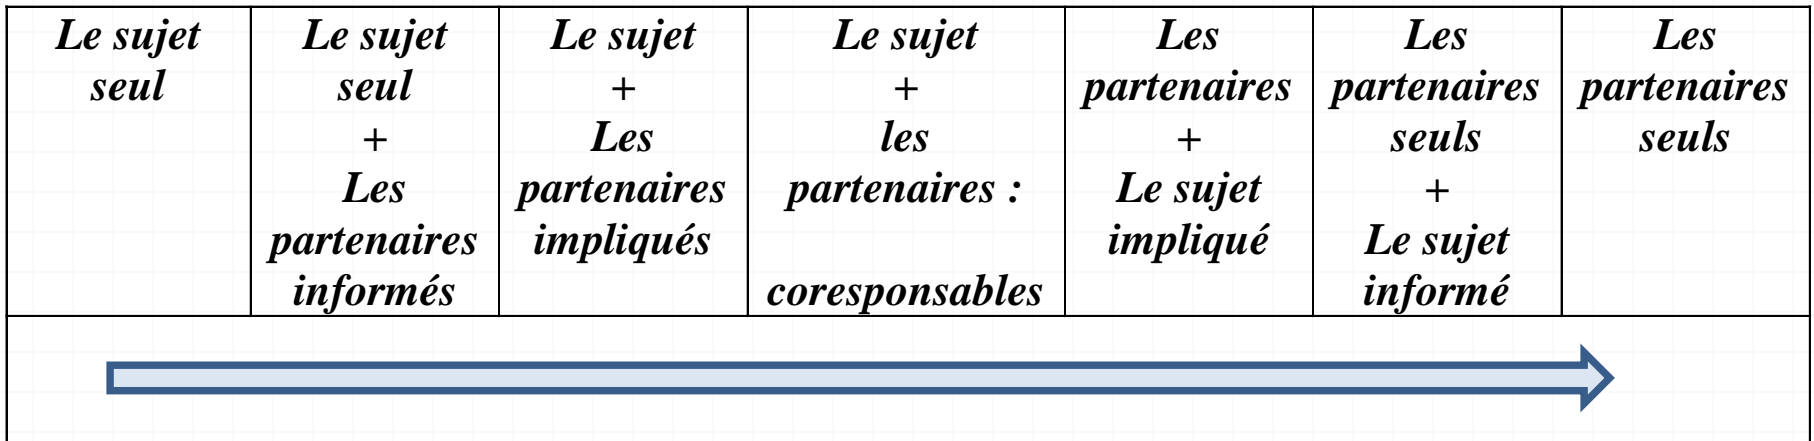 Le sujet
seul
Le sujet
seul
+
Les
partenaires
informés
Le sujet
+
Les
partenaires
impliqués
Le sujet
+
les
partenaires :
coresponsables
Les
partenaires
+
Le sujet
impliqué
Les
partenaires
seuls
+
Le sujet
informé
Les
partenaires
seuls